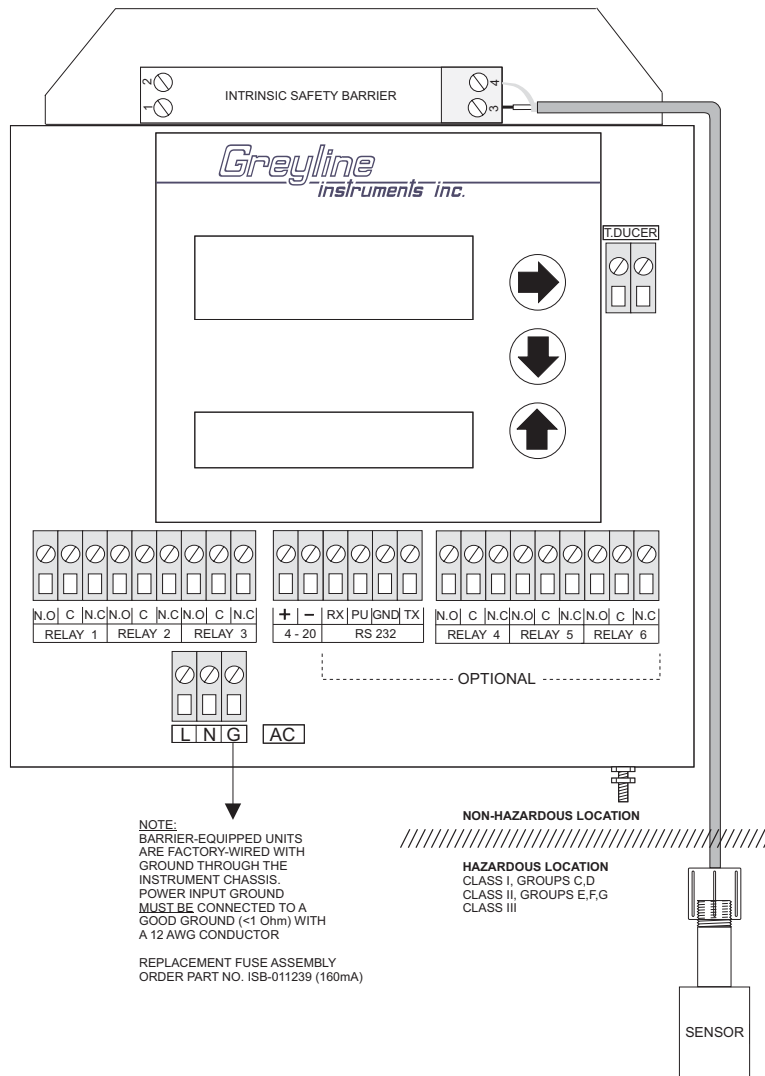 2
1
INTRINSIC SAFETY BARRIER
4
3
Greyline
instruments inc.
T.DUCER
N.O C N.C N.O C N.C N.O C N.C
RELAY 1 RELAY 2 RELAY 3
+ – RX PU GND TX
4 - 20 RS 232
N.O C N.C N.O C N.C N.O C N.C
RELAY 4 RELAY 5 RELAY 6
OPTIONAL
L N G AC
NOTE:
BARRIER-EQUIPPED UNITS
ARE FACTORY-WIRED WITH
GROUND THROUGH THE
INSTRUMENT CHASSIS.
POWER INPUT GROUND
MUST BE CONNECTED TO A
GOOD GROUND (<1 Ohm) WITH
A 12 AWG CONDUCTOR
REPLACEMENT FUSE ASSEMBLY
ORDER PART NO. ISB-011239 (160mA)
NON-HAZARDOUS LOCATION
HAZARDOUS LOCATION
CLASS I, GROUPS C,D
CLASS II, GROUPS E,F,G
CLASS III
SENSOR